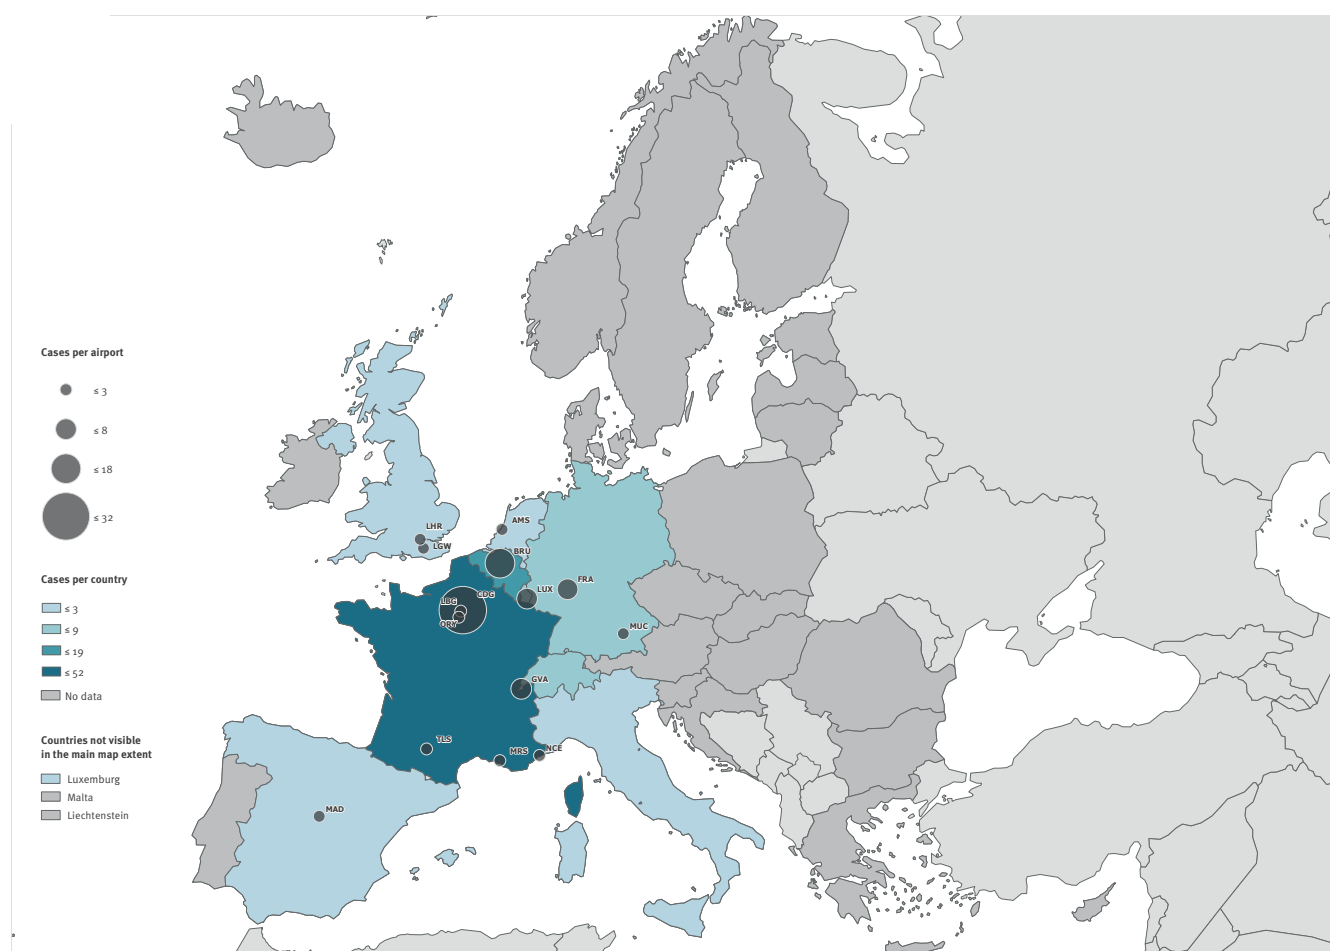 Cases per airport
≤ 3
≤ 8
≤ 18
≤ 32
Cases per country
≤ 3
≤ 9
≤ 19
≤ 52
No data
Countries not visible
in the main map extent
Luxemburg
Malta
Liechtenstein
LHR
LGW
AMS
BRU
LUX
FRA
LBG
CDG
ORY
MUC
GVA
TLS
MRS
NCE
MAD